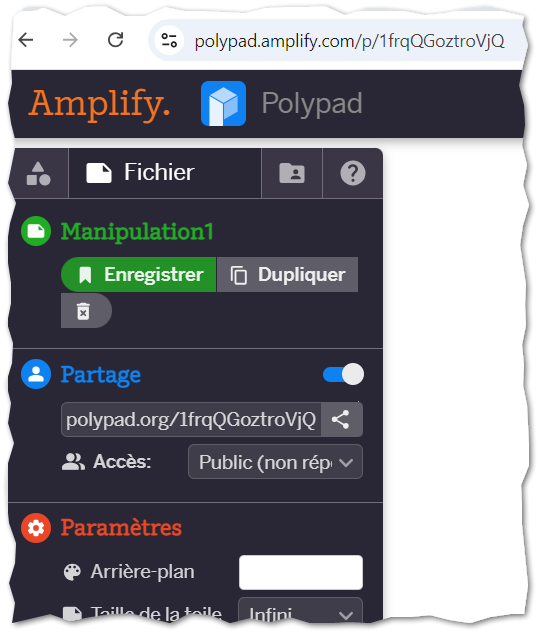 polypad.amplify.com/p/1frqQGoztroVjQ
Amplify. Polypad
Fichier
Manipulation1
Enregistrer Dupliquer
Partage
polypad.org/1frqQGoztroVjQ
Accès: Public (non répe
Paramètres
Arrière-plan
Taille de la toile Infini